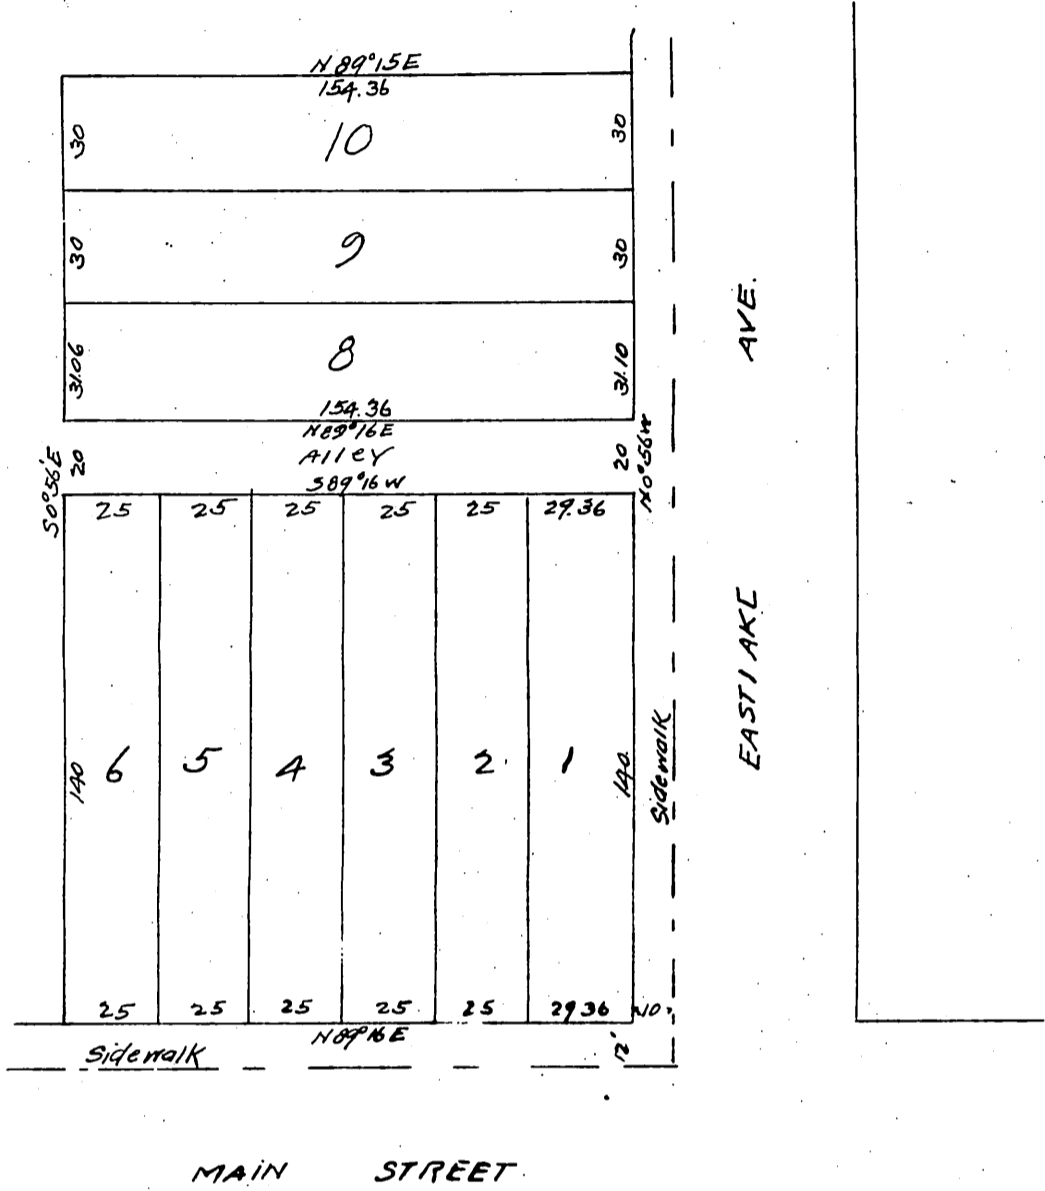 N 89°15E
154.36
30 10 30
30 9 30
31.06 8 31.10
154.36
N89°16E
Alley
S0°56'E 20 20 N0°56W
S89°16W
25 25 25 25 25 29.36
140 6 5 4 3 2 1 140
25 25 25 25 25 29.36 10
N89°16E
Sidewalk 12'
Sidewalk
EASTLAKE AVE.
MAIN STREET